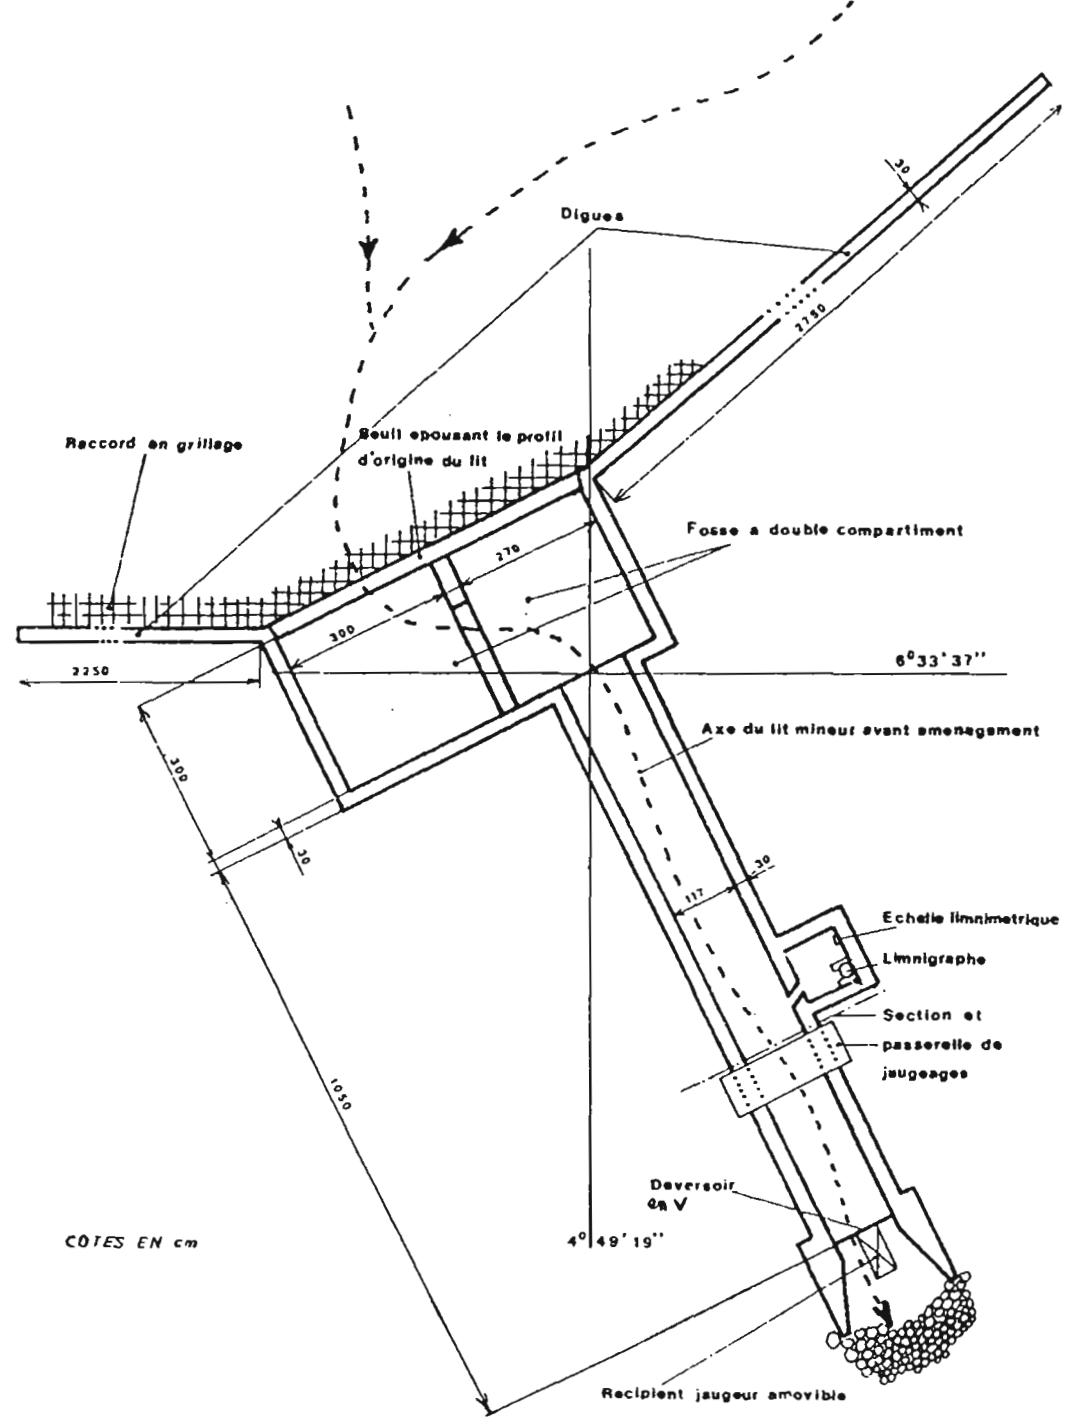 30
Digues
2750
Raccord en grillage
Seuil epousant le profil
d'origine du lit
270
Fosse a double compartiment
300
2250
6°33'37"
Axe du lit mineur avant amenagement
300
30
30
117
Echelle limnimetrique
Limnigraphe
Section et
passerelle de
jaugeages
1050
Deversoir
en V
COTES EN cm
4°49'19"
Recipient jaugeur amovible